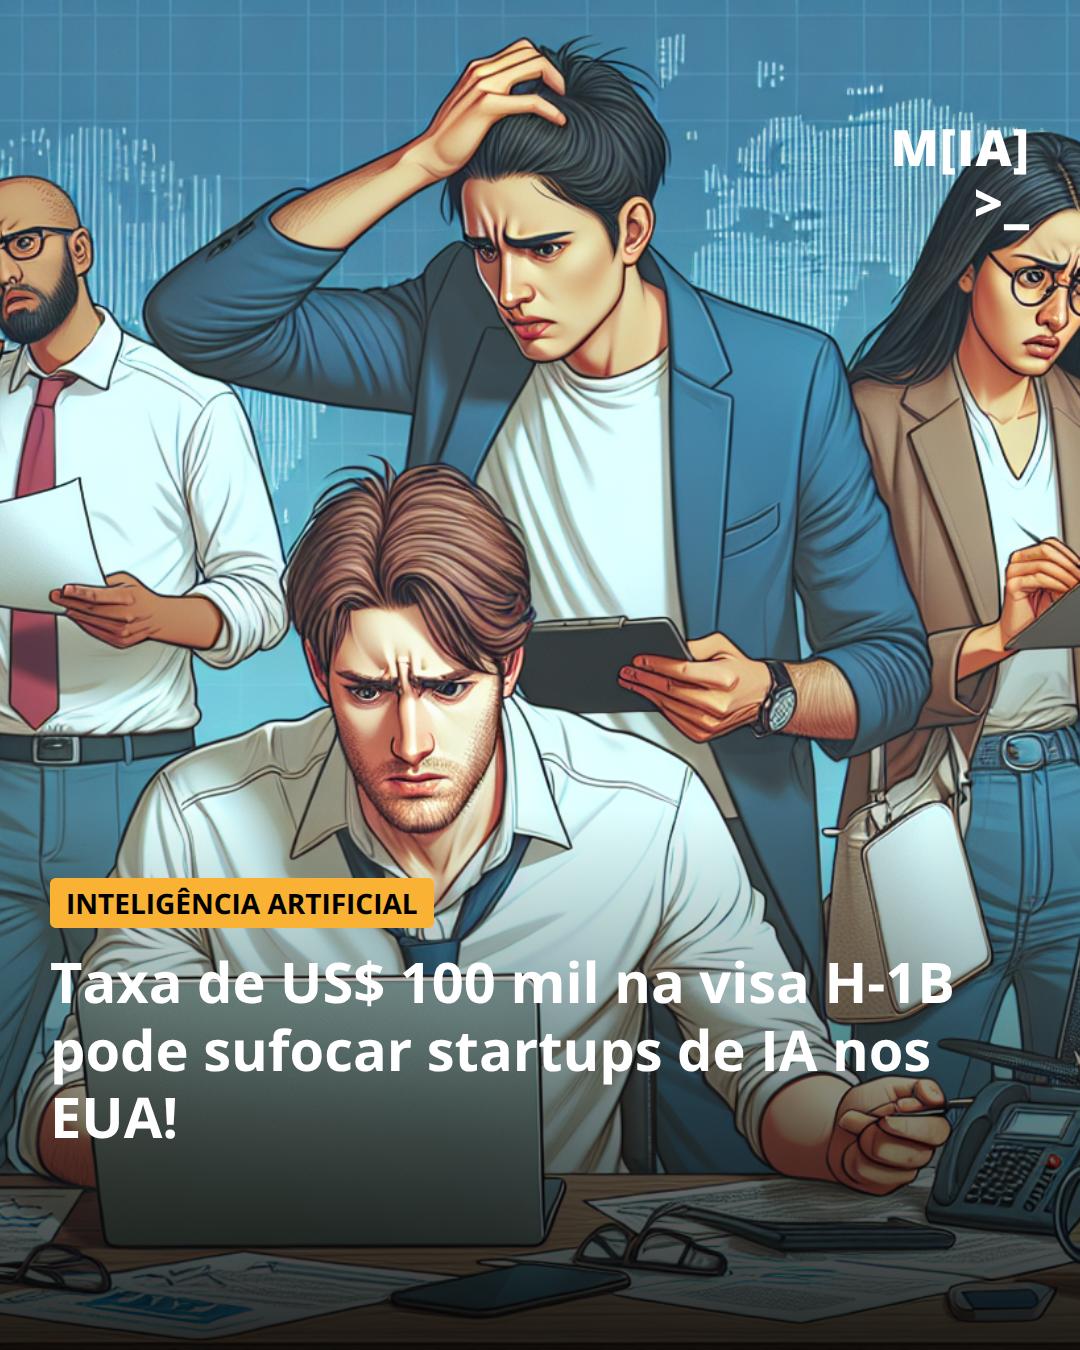 M[IA]
>_
INTELIGÊNCIA ARTIFICIAL
Taxa de US$ 100 mil na visa H-1B
pode sufocar startups de IA nos
EUA!